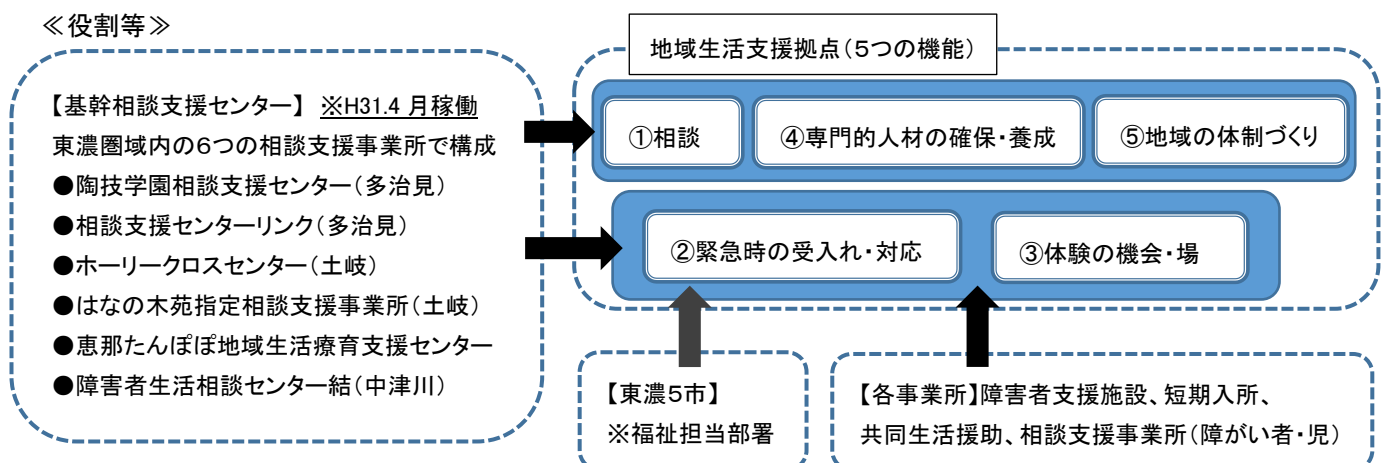 ≪役割等≫
【基幹相談支援センター】 ※H31.4 月稼働
東濃圏域内の6つの相談支援事業所で構成
●陶技学園相談支援センター(多治見)
●相談支援センターリンク(多治見)
●ホーリークロスセンター(土岐)
●はなの木苑指定相談支援事業所(土岐)
●恵那たんぽぽ地域生活療育支援センター
●障害者生活相談センター結(中津川)
地域生活支援拠点(5つの機能)
①相談
④専門的人材の確保・養成
⑤地域の体制づくり
②緊急時の受入れ・対応
③体験の機会・場
【東濃5市】
※福祉担当部署
【各事業所】障害者支援施設、短期入所、
共同生活援助、相談支援事業所(障がい者・児)